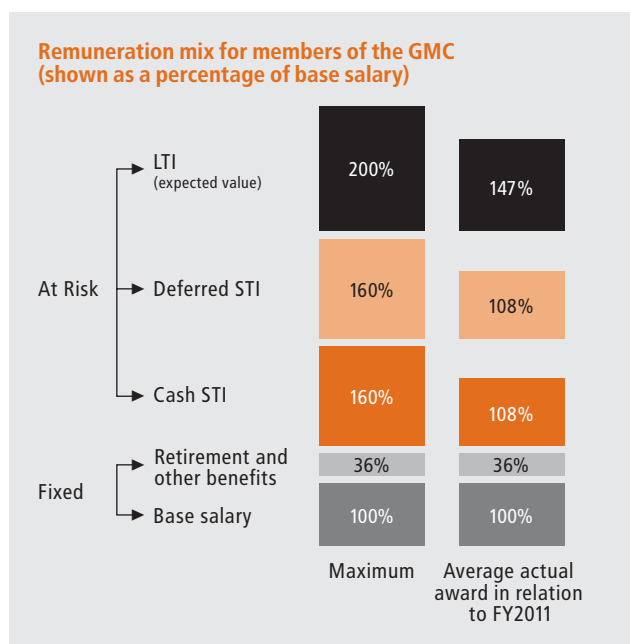 Remuneration mix for members of the GMC
(shown as a percentage of base salary)
LTI
(expected value)
200%
147%
At Risk
Deferred STI
160%
108%
Cash STI
160%
108%
Retirement and
other benefits
36%
36%
Fixed
Base salary
100%
100%
Maximum
Average actual
award in relation
to FY2011